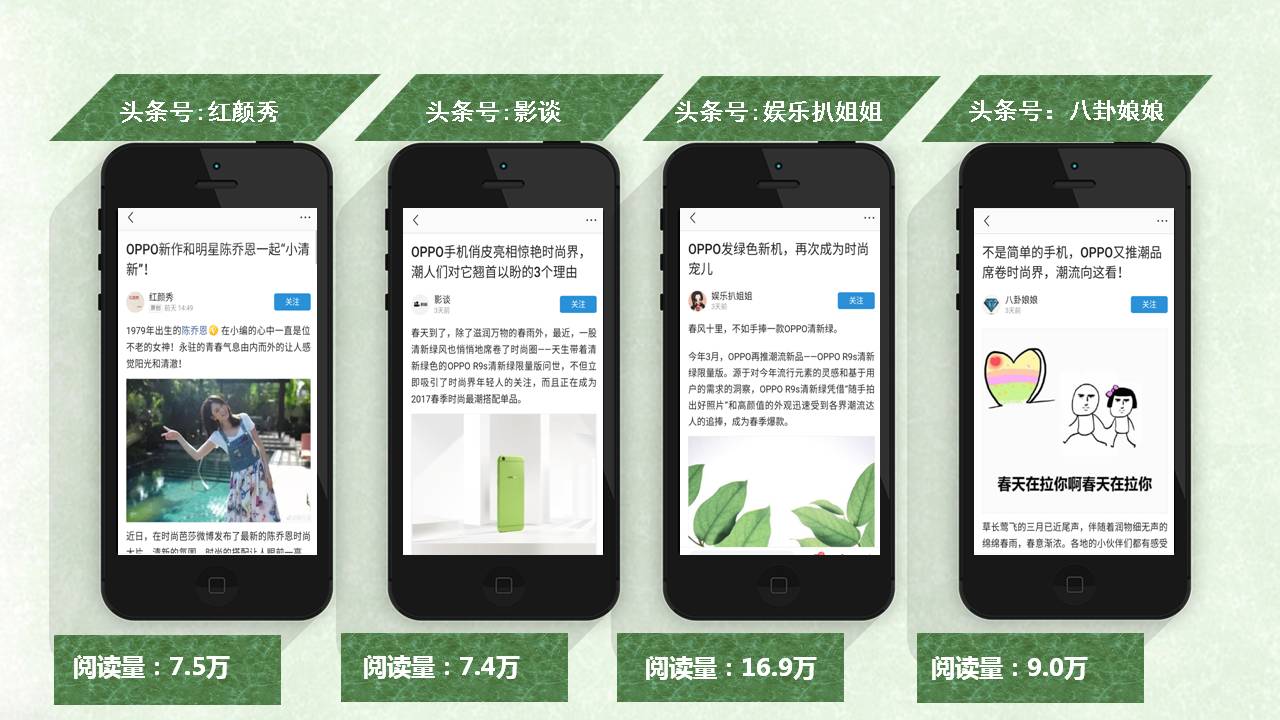 头条号:红颜秀
头条号:影谈
头条号:娱乐扒姐姐
头条号：八卦娘娘
OPPO新作和明星陈乔恩一起“小清
新”！
红颜秀
原创 前天 14:49
关注
1979年出生的陈乔恩 在小编的心中一直是位
不老的女神！永驻的青春气息由内而外的让人感
觉阳光和清澈！
近日，在时尚芭莎微博发布了最新的陈乔恩时尚
大片，清新的氛围，时尚的搭配让人眼前一亮，
OPPO手机俏皮亮相惊艳时尚界，
潮人们对它翘首以盼的3个理由
影谈
3天前
关注
春天到了，除了滋润万物的春雨外，最近，一股
清新绿风也悄悄地席卷了时尚圈——天生带着清
新绿色的OPPO R9s清新绿限量版问世，不但立
即吸引了时尚界年轻人的关注，而且正在成为
2017春季时尚最潮搭配单品。
OPPO发绿色新机，再次成为时尚
宠儿
娱乐扒姐姐
3天前
关注
春风十里，不如手捧一款OPPO清新绿。
今年3月，OPPO再推潮流新品——OPPO R9s清新
绿限量版。源于对今年流行元素的灵感和基于用
户的需求的洞察，OPPO R9s清新绿凭借“随手拍
出好照片”和高颜值的外观迅速受到各界潮流达
人的追捧，成为春季爆款。
不是简单的手机，OPPO又推潮品
席卷时尚界，潮流向这看！
八卦娘娘
3天前
关注
春天在拉你啊春天在拉你
草长莺飞的三月已近尾声，伴随着润物细无声的
绵绵春雨，春意渐浓。各地的小伙伴们都有感受
阅读量：7.5万
阅读量：7.4万
阅读量：16.9万
阅读量：9.0万